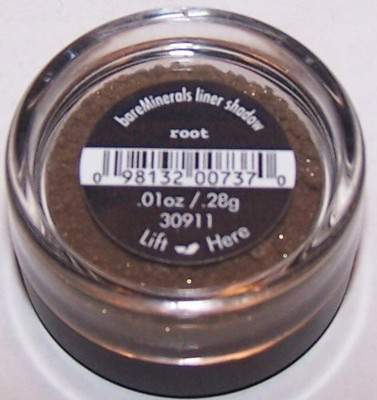 bareMinerals liner shadow
root
0 98132 00737 0
.01oz / .28g
30911
Lift Here